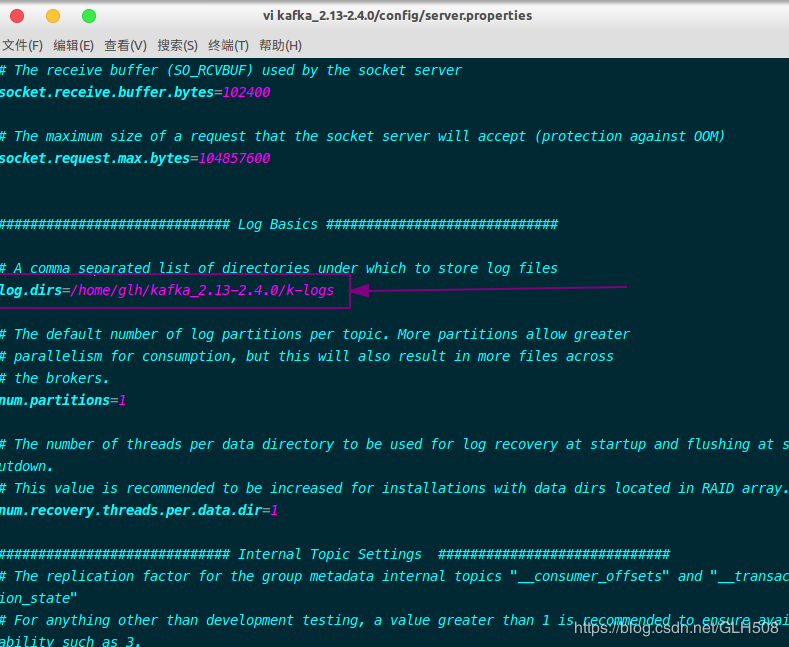 vi kafka_2.13-2.4.0/config/server.properties
文件(F) 编辑(E) 查看(V) 搜索(S) 终端(T) 帮助(H)
# The receive buffer (SO_RCVBUF) used by the socket server
socket.receive.buffer.bytes=102400
# The maximum size of a request that the socket server will accept (protection against OOM)
socket.request.max.bytes=104857600
############################# Log Basics #############################
# A comma separated list of directories under which to store log files
log.dirs=/home/glh/kafka_2.13-2.4.0/k-logs
# The default number of log partitions per topic. More partitions allow greater
# parallelism for consumption, but this will also result in more files across
# the brokers.
num.partitions=1
# The number of threads per data directory to be used for log recovery at startup and flushing at s
utdown.
# This value is recommended to be increased for installations with data dirs located in RAID array.
num.recovery.threads.per.data.dir=1
############################# Internal Topic Settings  #############################
# The replication factor for the group metadata internal topics "__consumer_offsets" and "__transac
ion_state"
# For anything other than development testing, a value greater than 1 is recommended to ensure avai
ability such as 3.
https://blog.csdn.net/GLH508